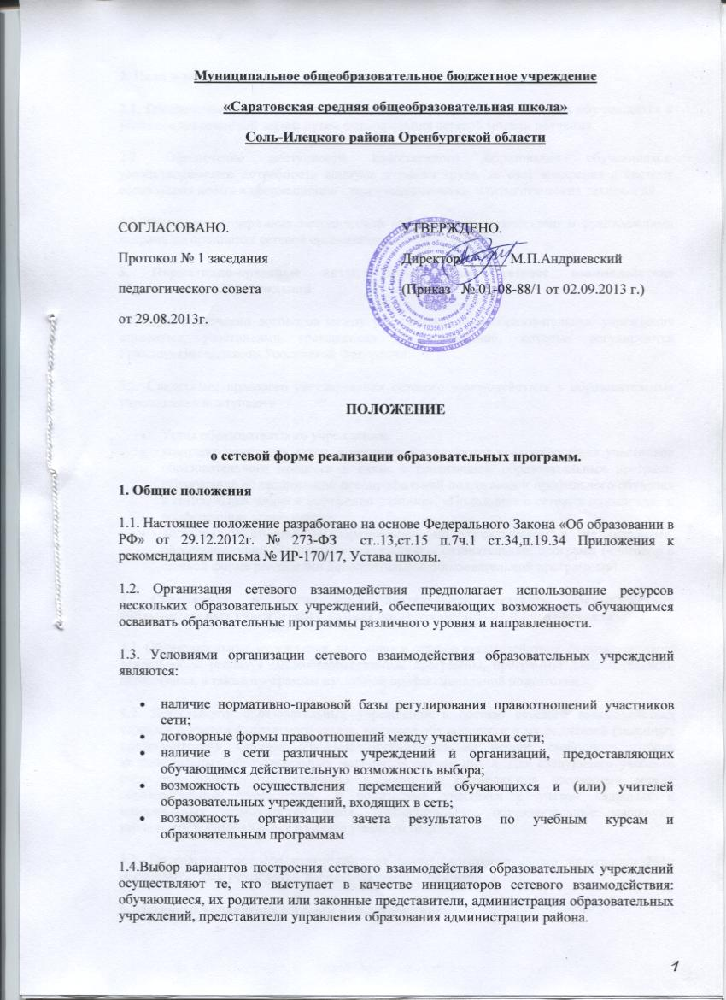 Муниципальное общеобразовательное бюджетное учреждение
«Саратовская средняя общеобразовательная школа»
Соль-Илецкого района Оренбургской области
СОГЛАСОВАНО. УТВЕРЖДЕНО.
Протокол № 1 заседания Директор М.П.Андриевский
педагогического совета (Приказ № 01-08-88/1 от 02.09.2013 г.)
от 29.08.2013г.
ПОЛОЖЕНИЕ
о сетевой форме реализации образовательных программ.
1. Общие положения
1.1. Настоящее положение разработано на основе Федерального Закона «Об образовании в
РФ» от 29.12.2012г. № 273-ФЗ ст..13,ст.15 п.7ч.1 ст.34,п.19.34 Приложения к
рекомендациям письма № ИР-170/17, Устава школы.
1.2. Организация сетевого взаимодействия предполагает использование ресурсов
нескольких образовательных учреждений, обеспечивающих возможность обучающимся
осваивать образовательные программы различного уровня и направленности.
1.3. Условиями организации сетевого взаимодействия образовательных учреждений
являются:
• наличие нормативно-правовой базы регулирования правоотношений участников
сети;
• договорные формы правоотношений между участниками сети;
• наличие в сети различных учреждений и организаций, предоставляющих
обучающимся действительную возможность выбора;
• возможность осуществления перемещений обучающихся и (или) учителей
образовательных учреждений, входящих в сеть;
• возможность организации зачета результатов по учебным курсам и
образовательным программам
1.4.Выбор вариантов построения сетевого взаимодействия образовательных учреждений
осуществляют те, кто выступает в качестве инициаторов сетевого взаимодействия:
обучающиеся, их родители или законные представители, администрация образовательных
учреждений, представители управления образования администрации района.
1